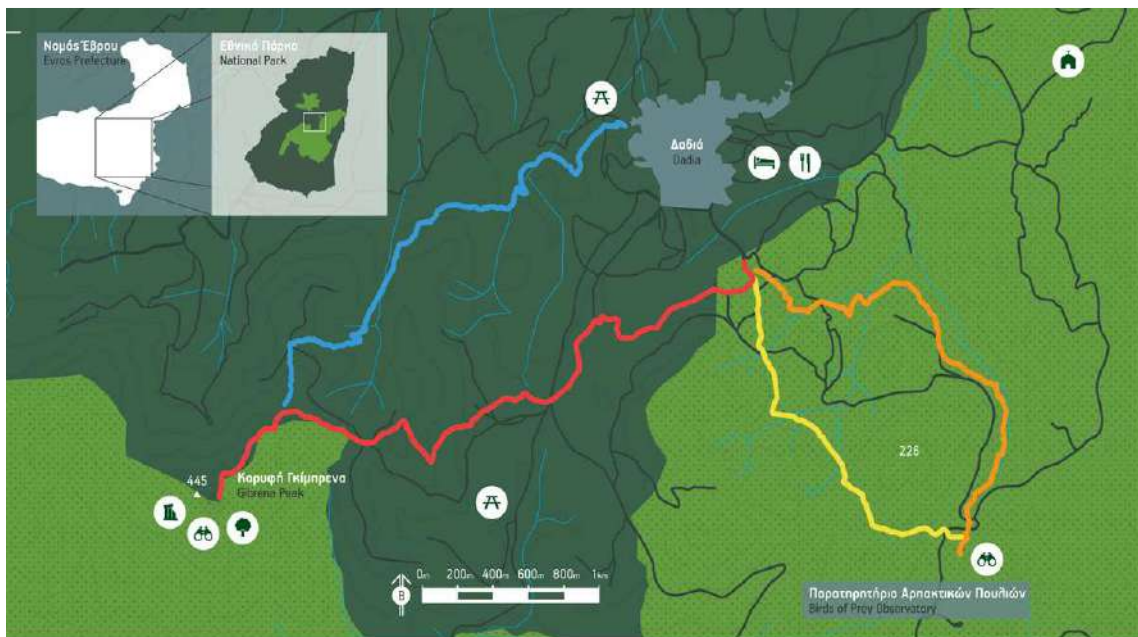 Νομός Έβρου
Evros Prefecture
Εθνικό Πάρκο
National Park
Δαδιά
Dadia
226
445
Κορυφή Γκίμπρενα
Gibrena Peak
0m 200m 400m 600m 800m 1km
Β
Παρατηρητήριο Αρπακτικών Πουλιών
Birds of Prey Observatory